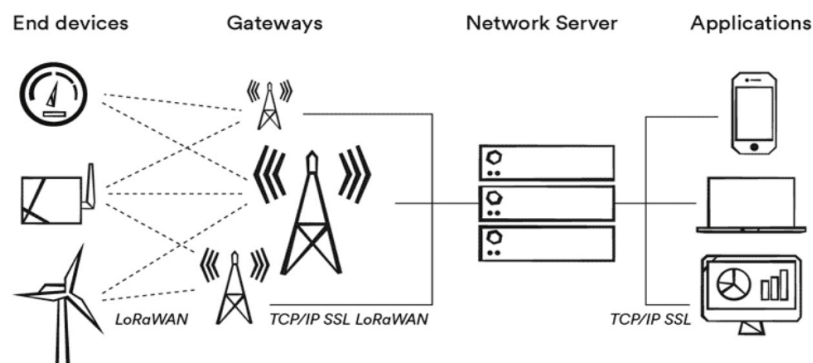 End devices
Gateways
Network Server
Applications
LoRaWAN
TCP/IP SSL LoRaWAN
TCP/IP SSL